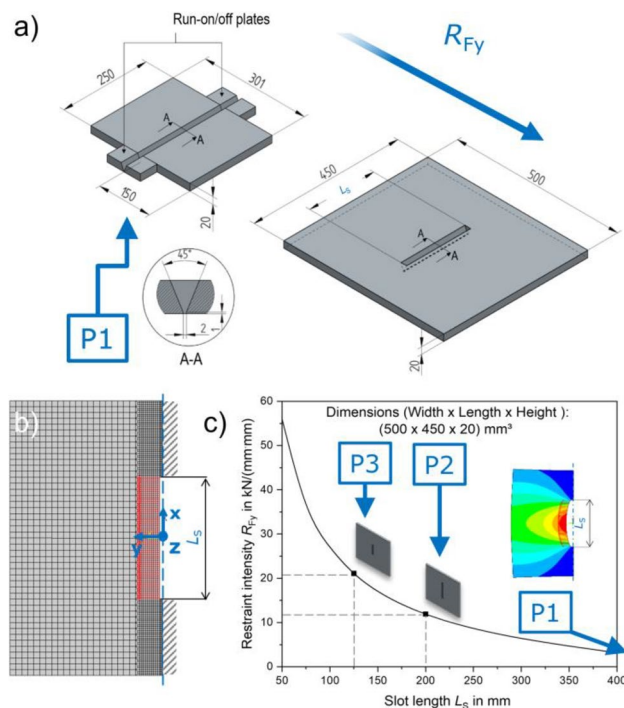 a)
Run-on/off plates
R_Fy
250
301
A
A
150
20
P1
45°
2
1
A-A
450
500
L_s
A
A
20
b)
x
y
z
L_s
c)
Dimensions (Width x Length x Height ):
(500 x 450 x 20) mm³
P3
P2
L_s
P1
Restraint intensity R_Fy in kN/(mm·mm)
60
50
40
30
20
10
0
50 100 150 200 250 300 350 400
Slot length L_s in mm